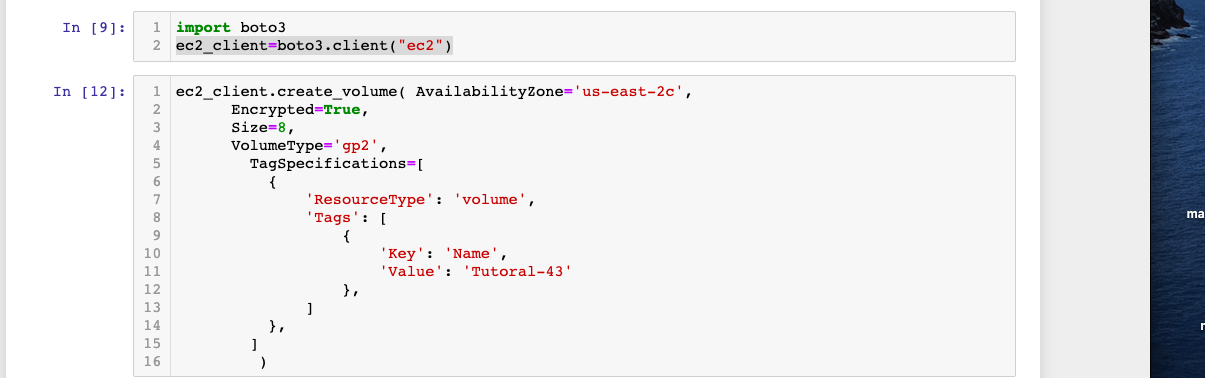 In [9]:
1 import boto3
2 ec2_client=boto3.client("ec2")
In [12]:
1 ec2_client.create_volume( AvailabilityZone='us-east-2c',
2 Encrypted=True,
3 Size=8,
4 VolumeType='gp2',
5 TagSpecifications=[
6 {
7 'ResourceType': 'volume',
8 'Tags': [
9 {
10 'Key': 'Name',
11 'Value': 'Tutoral-43'
12 },
13 ]
14 },
15 ]
16 )
ma